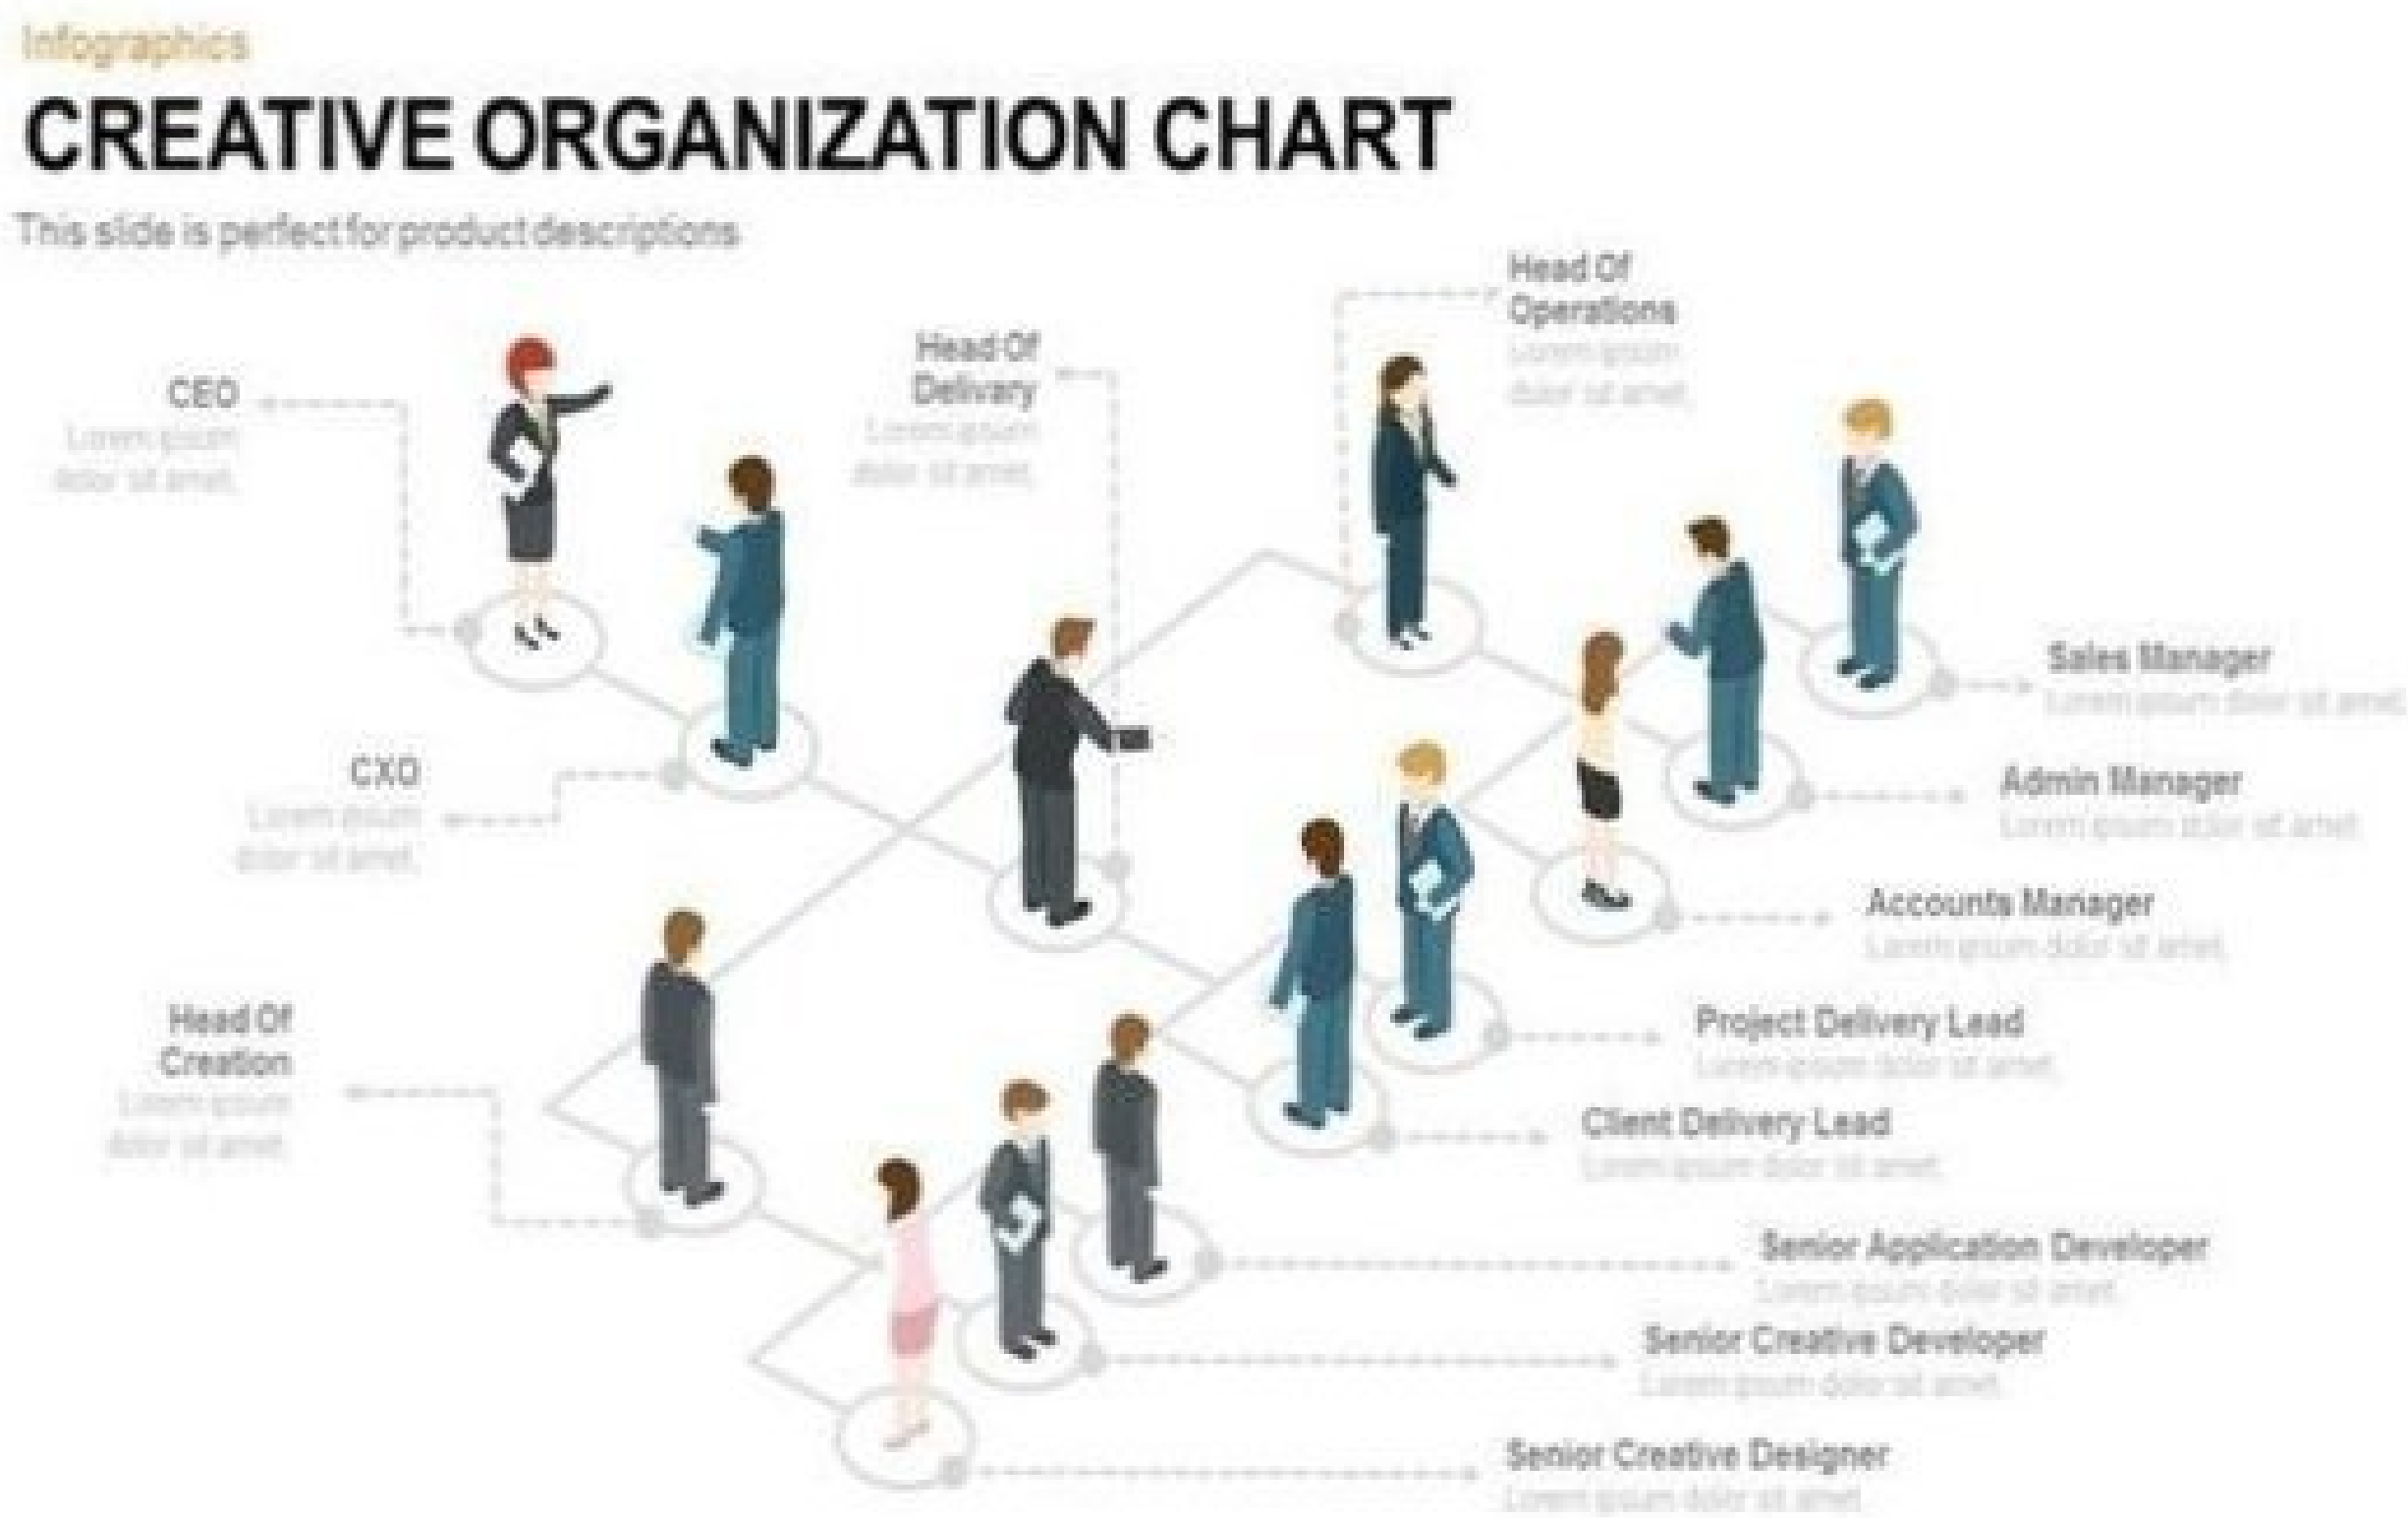 Infographics
CREATIVE ORGANIZATION CHART
This slide is perfect for product descriptions
Head Of
Operations
Lorem ipsum
dolor sit amet,
Head Of
Delivary
Lorem ipsum
dolor sit amet,
CEO
Lorem ipsum
dolor sit amet,
CXO
Lorem ipsum
dolor sit amet,
Head Of
Creation
Lorem ipsum
dolor sit amet,
Sales Manager
Lorem ipsum dolor sit amet,
Admin Manager
Lorem ipsum dolor sit amet,
Accounts Manager
Lorem ipsum dolor sit amet,
Project Delivery Lead
Lorem ipsum dolor sit amet,
Client Delivery Lead
Lorem ipsum dolor sit amet,
Senior Application Developer
Lorem ipsum dolor sit amet,
Senior Creative Developer
Lorem ipsum dolor sit amet,
Senior Creative Designer
Lorem ipsum dolor sit amet,